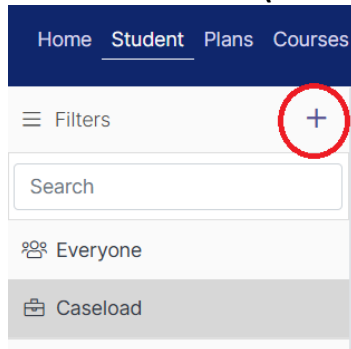 Home Student Plans Courses
Filters +
Search
Everyone
Caseload